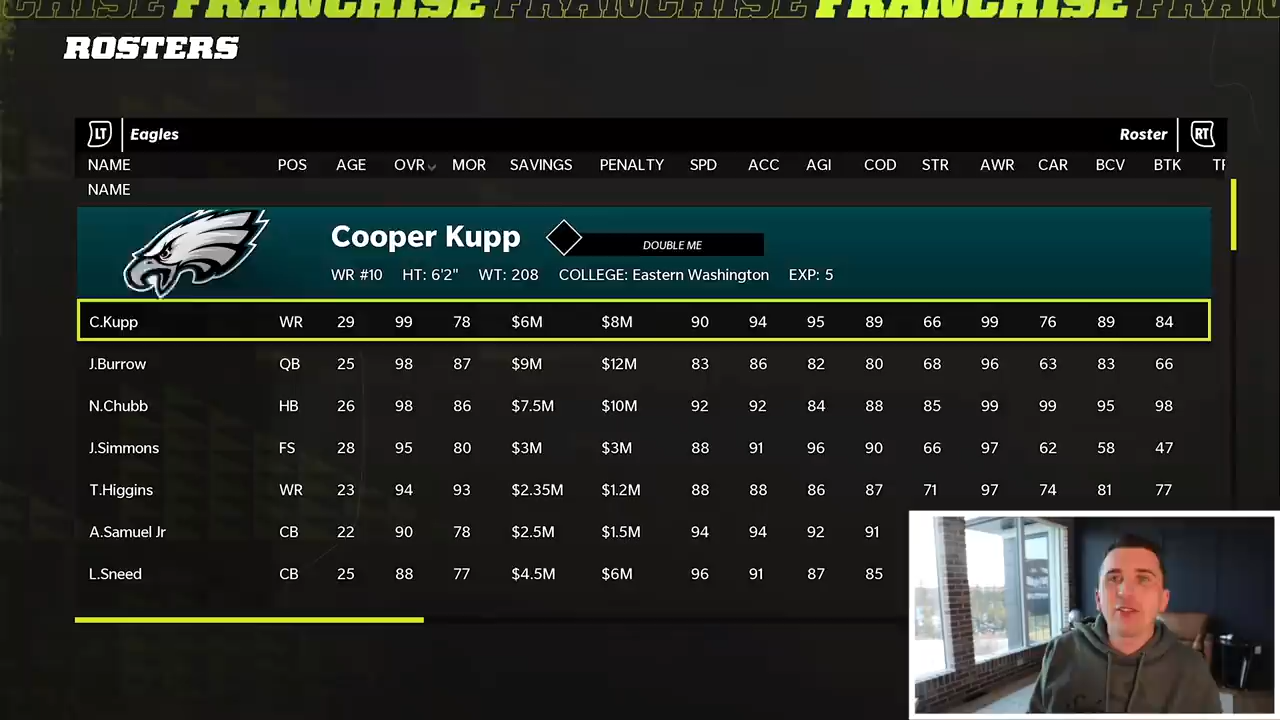 CHISE FRANCHISE FRANCHISE FRANCHISE FRAN
ROSTERS
LT Eagles Roster RT
NAME POS AGE OVR MOR SAVINGS PENALTY SPD ACC AGI COD STR AWR CAR BCV BTK
NAME
Cooper Kupp DOUBLE ME
WR #10 HT: 6'2" WT: 208 COLLEGE: Eastern Washington EXP: 5
C.Kupp WR 29 99 78 $6M $8M 90 94 95 89 66 99 76 89 84
J.Burrow QB 25 98 87 $9M $12M 83 86 82 80 68 96 63 83 66
N.Chubb HB 26 98 86 $7.5M $10M 92 92 84 88 85 99 99 95 98
J.Simmons FS 28 95 80 $3M $3M 88 91 96 90 66 97 62 58 47
T.Higgins WR 23 94 93 $2.35M $1.2M 88 88 86 87 71 97 74 81 77
A.Samuel Jr CB 22 90 78 $2.5M $1.5M 94 94 92 91
L.Sneed CB 25 88 77 $4.5M $6M 96 91 87 85